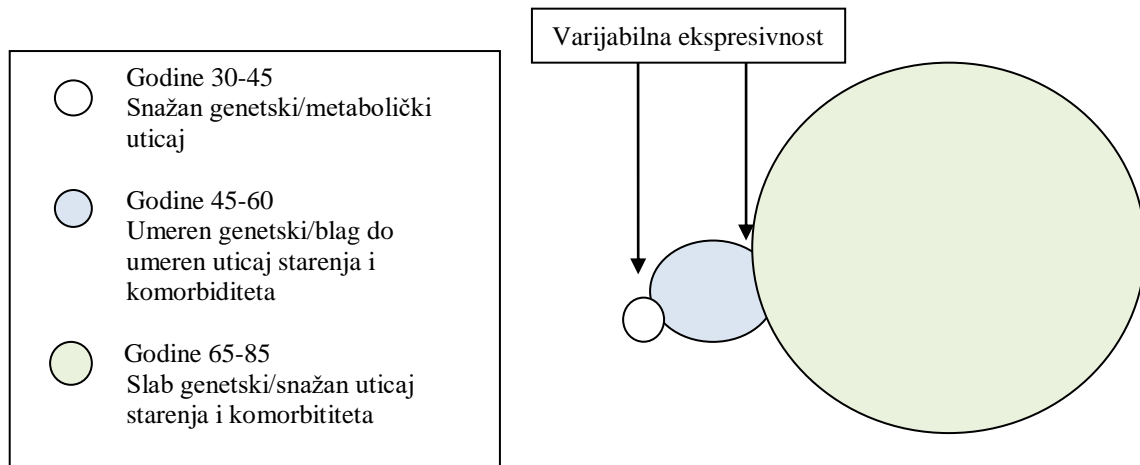 Varijabilna ekspresivnost
Godine 30-45
Snažan genetski/metabolički
uticaj
Godine 45-60
Umeren genetski/blag do
umeren uticaj starenja i
komorbiditeta
Godine 65-85
Slab genetski/snažan uticaj
starenja i komorbititeta